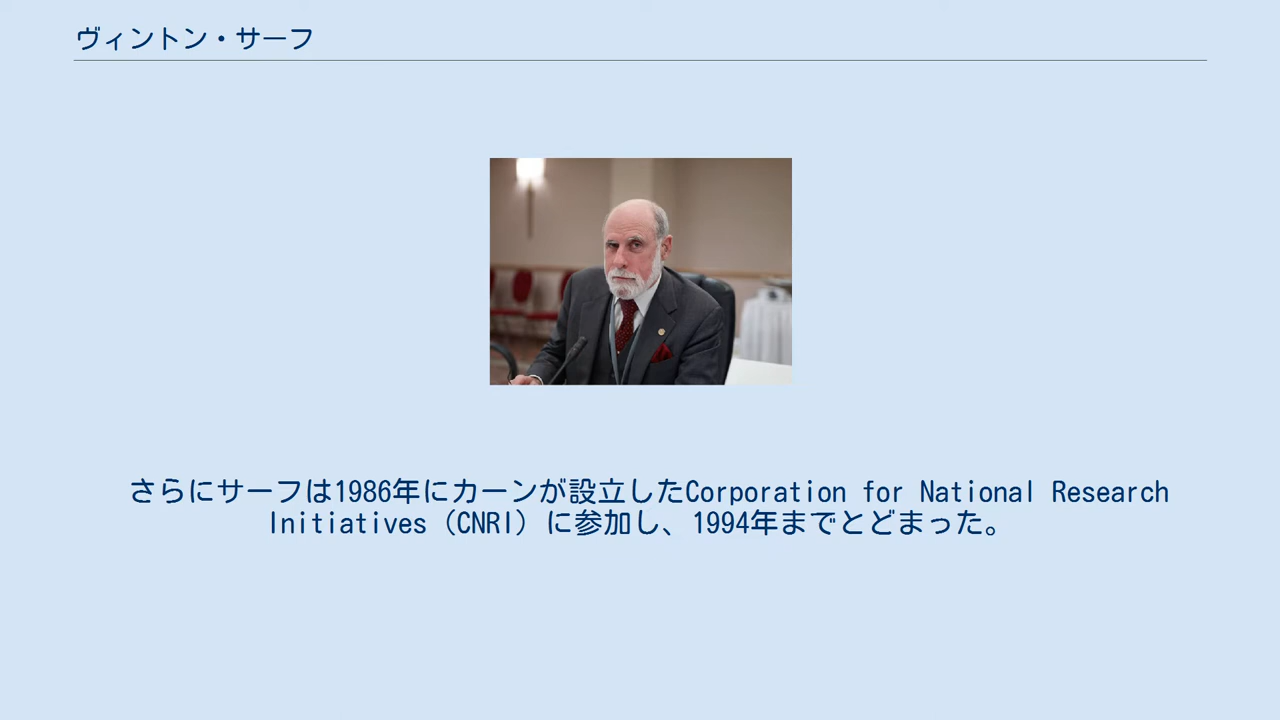 ヴィントン・サーフ
さらにサーフは1986年にカーンが設立したCorporation for National Research
Initiatives（CNRI）に参加し、1994年までとどまった。